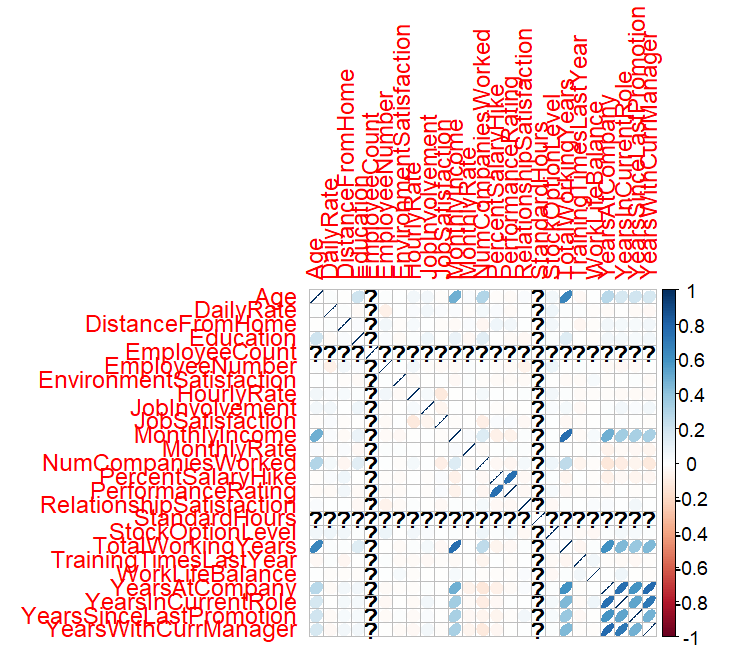 Age
DailyRate
DistanceFromHome
Education
EmployeeCount
EmployeeNumber
EnvironmentSatisfaction
HourlyRate
JobInvolvement
JobSatisfaction
MonthlyIncome
MonthlyRate
NumCompaniesWorked
PercentSalaryHike
PerformanceRating
RelationshipSatisfaction
StandardHours
StockOptionLevel
TotalWorkingYears
TrainingTimesLastYear
WorkLifeBalance
YearsAtCompany
YearsInCurrentRole
YearsSinceLastPromotion
YearsWithCurrManager
Age ? ?
DailyRate ? ?
DistanceFromHome ? ?
Education ? ?
EmployeeCount ???? ????????????????????
EmployeeNumber ? ?
EnvironmentSatisfaction ? ?
HourlyRate ? ?
JobInvolvement ? ?
JobSatisfaction ? ?
MonthlyIncome ? ?
MonthlyRate ? ?
NumCompaniesWorked ? ?
PercentSalaryHike ? ?
PerformanceRating ? ?
RelationshipSatisfaction ? ?
StandardHours ???????????????? ????????
StockOptionLevel ? ?
TotalWorkingYears ? ?
TrainingTimesLastYear ? ?
WorkLifeBalance ? ?
YearsAtCompany ? ?
YearsInCurrentRole ? ?
YearsSinceLastPromotion ? ?
YearsWithCurrManager ? ?
1
0.8
0.6
0.4
0.2
0
-0.2
-0.4
-0.6
-0.8
-1